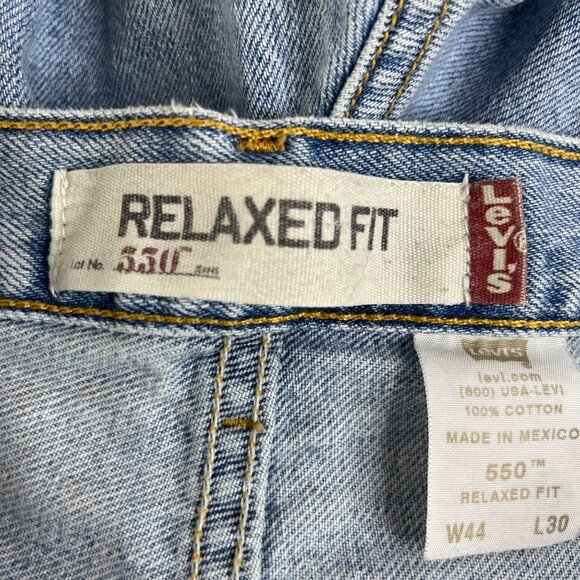 RELAXED FIT
Lot No. 550™ JEANS
Levi's®
Levi's
levi.com
(800) USA-LEVI
100% COTTON
MADE IN MEXICO
550™
RELAXED FIT
W44 L30